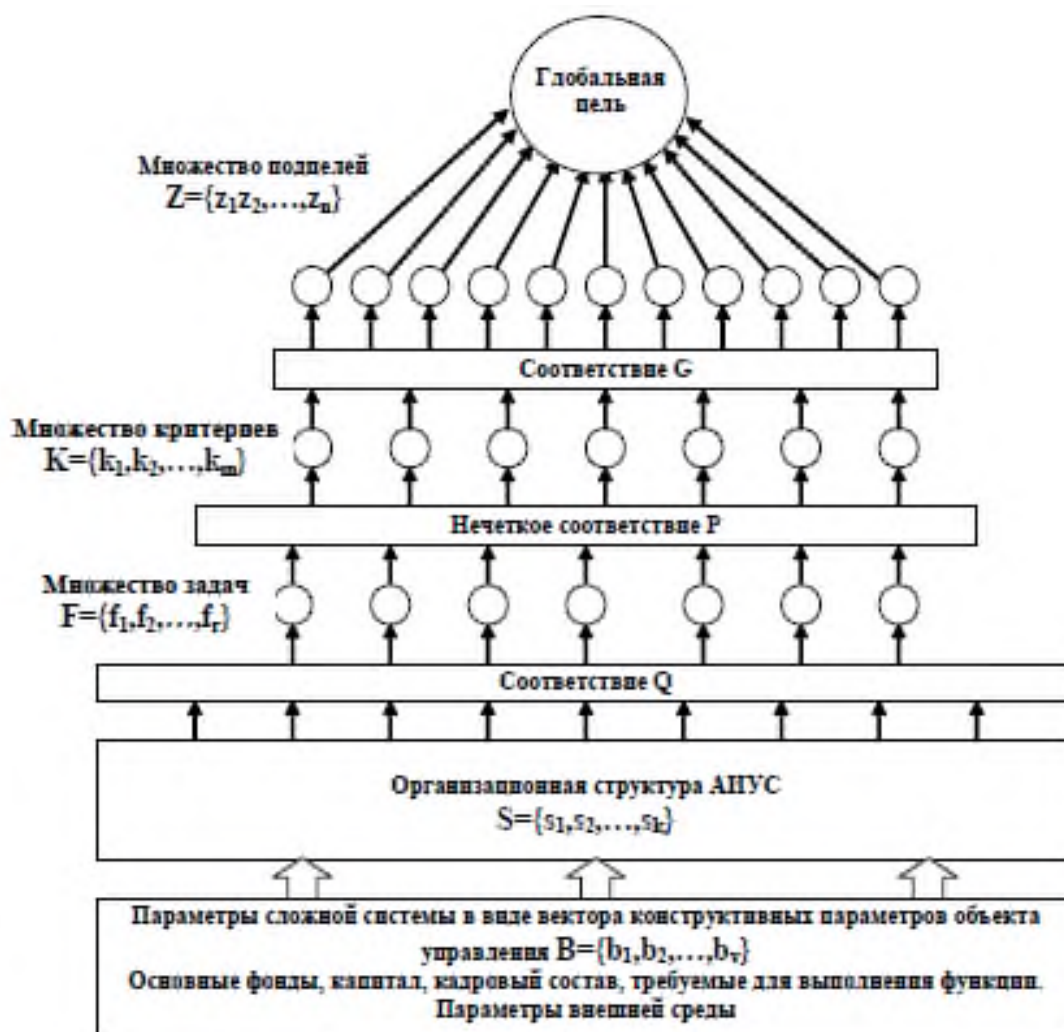 Глобальная
цель
Множество подцелей
Z={z₁z₂,...,zₙ}
Соответствие G
Множество критериев
K={k₁,k₂,...,kₘ}
Нечеткое соответствие P
Множество задач
F={f₁,f₂,...,fᵣ}
Соответствие Q
Организационная структура АИУС
S={s₁,s₂,...,sk}
Параметры сложной системы в виде вектора конструктивных параметров объекта
управления B={b₁,b₂,...,bᵥ}
Основные фонды, капитал, кадровый состав, требуемые для выполнения функции.
Параметры внешней среды